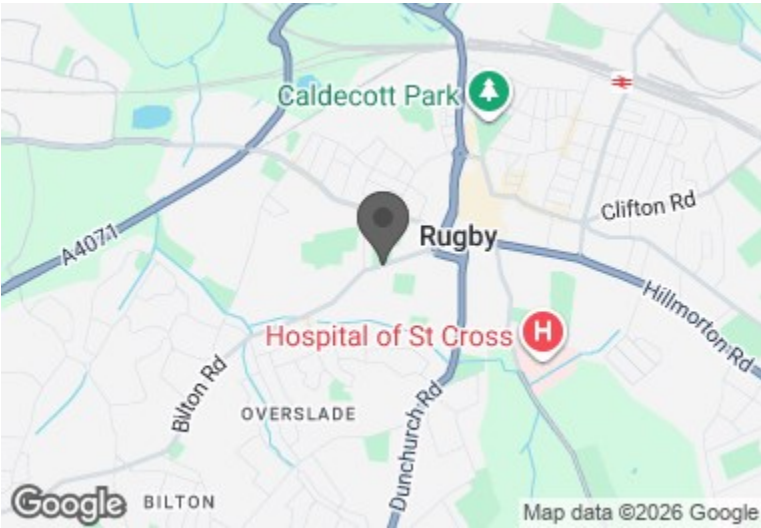 Caldecott Park
Clifton Rd
A4071
Rugby
Hillmorton Rd
Hospital of St Cross
H
Bilton Rd
OVERSLADE
Dunchurch Rd
Google
BILTON
Map data ©2026 Google